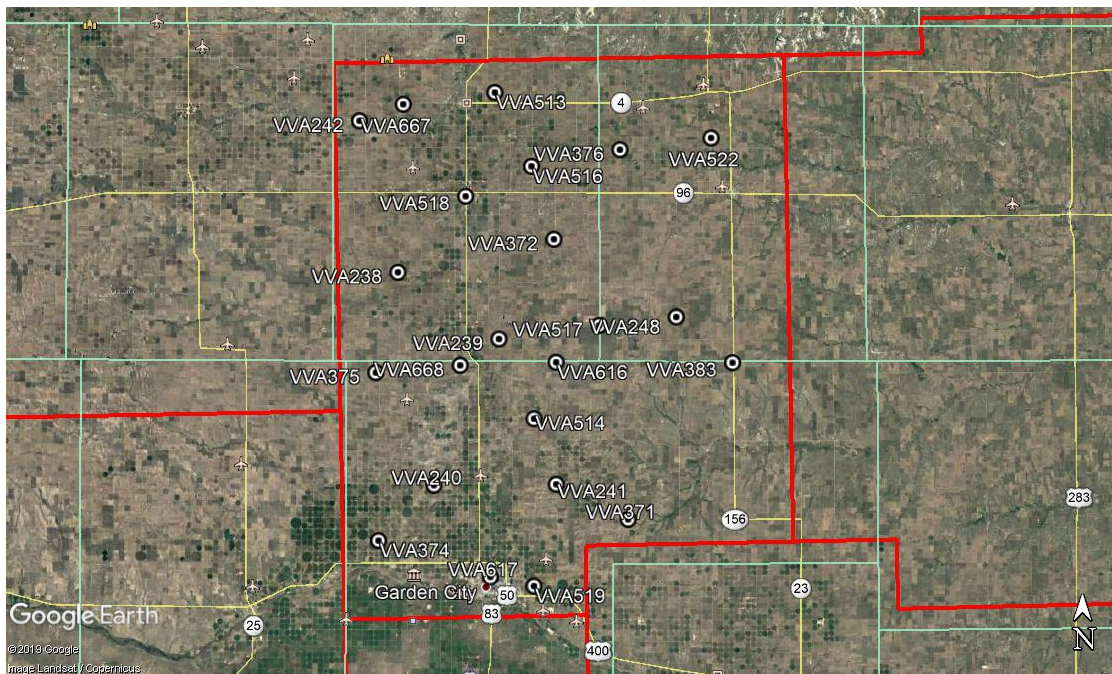 VVA513
4
VVA242
VVA667
VVA376
VVA522
VVA516
96
VVA518
VVA372
VVA238
VVA517
VVA248
VVA239
VVA375
VVA668
VVA616
VVA383
VVA514
VVA240
VVA241
283
VVA371
156
VVA374
VVA617
Garden City
50
VVA519
23
83
25
Google Earth
400
N
©2019 Google
Image Landsat / Copernicus